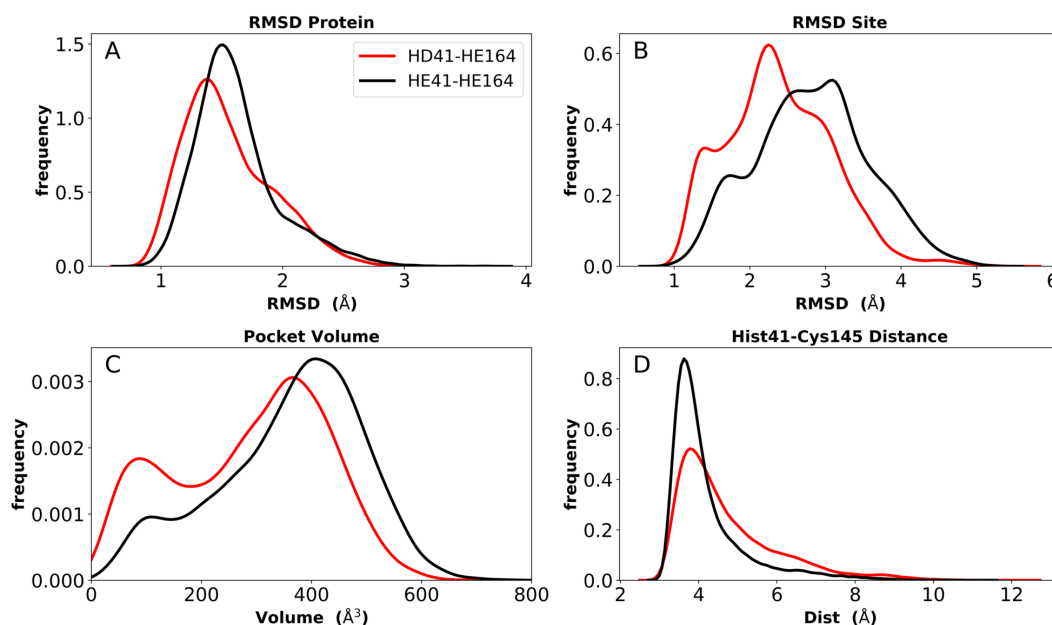 RMSD Protein
A
HD41-HE164
HE41-HE164
1.5
1.0
0.5
0.0
frequency
1 2 3 4
RMSD (Å)
RMSD Site
B
0.6
0.4
0.2
0.0
frequency
1 2 3 4 5 6
RMSD (Å)
Pocket Volume
C
0.003
0.002
0.001
0.000
frequency
0 200 400 600 800
Volume (Å³)
Hist41-Cys145 Distance
D
0.8
0.6
0.4
0.2
0.0
frequency
2 4 6 8 10 12
Dist (Å)